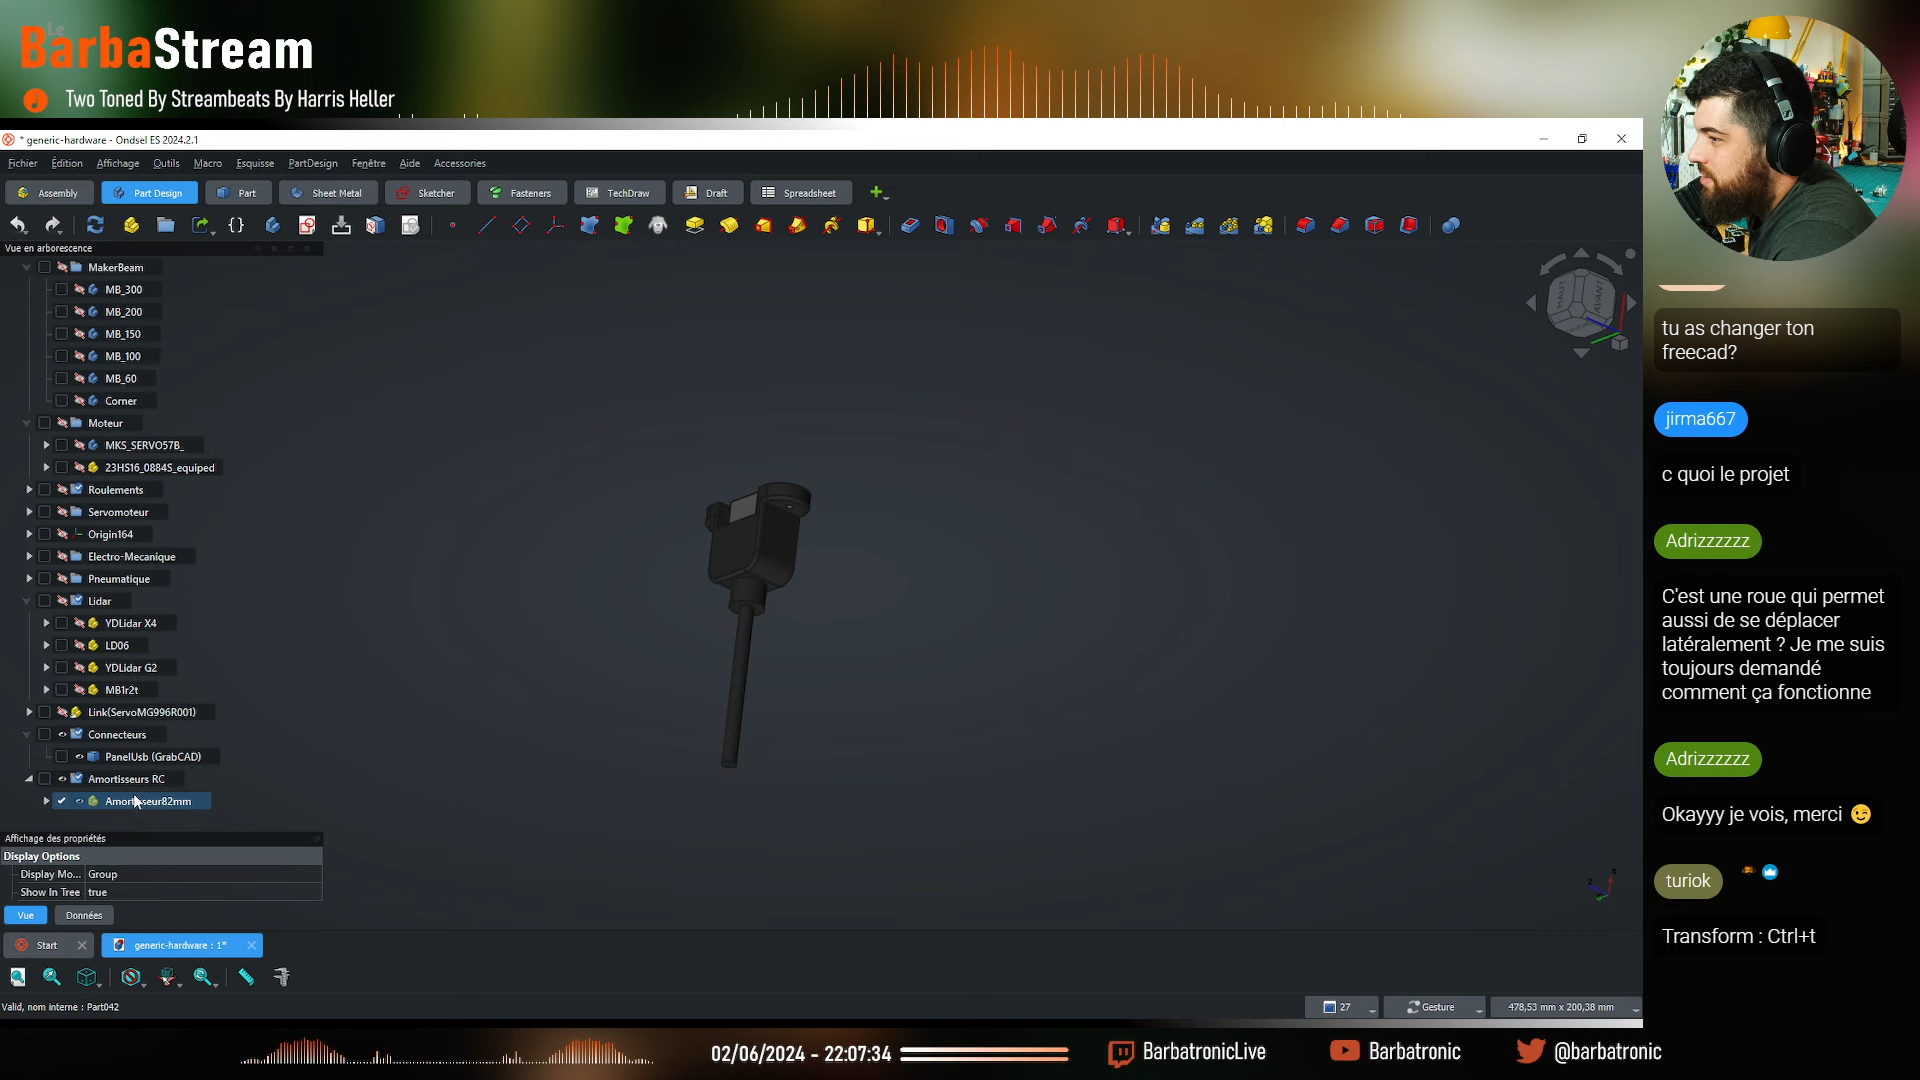 Le
BarbaStream
Two Toned By Streambeats By Harris Heller
* generic-hardware - Ondsel ES 2024.2.1
Fichier Édition Affichage Outils Macro Esquisse PartDesign Fenêtre Aide Accessories
Assembly Part Design Part Sheet Metal Sketcher Fasteners TechDraw Draft Spreadsheet
Vue en arborescence
MakerBeam
MB_300
MB_200
MB_150
MB_100
MB_60
Corner
Moteur
MKS_SERVO57B_
23HS16_0884S_equiped
Roulements
Servomoteur
Origin164
Electro-Mecanique
Pneumatique
Lidar
YDLidar X4
LD06
YDLidar G2
MB1r2t
Link(ServoMG996R001)
Connecteurs
PanelUsb (GrabCAD)
Amortisseurs RC
Amortisseur82mm
Affichage des propriétés
Display Options
Display Mo... Group
Show In Tree true
Vue Données
Start generic-hardware : 1*
Valid, nom interne : Part042
27 Gesture 478,53 mm x 200,38 mm
HAUT AVANT
X
Z
Y
tu as changer ton
freecad?
jirma667
c quoi le projet
Adrizzzzzz
C'est une roue qui permet
aussi de se déplacer
latéralement ? Je me suis
toujours demandé
comment ça fonctionne
Adrizzzzzz
Okayyy je vois, merci 😉
turiok
Transform : Ctrl+t
02/06/2024 - 22:07:34
BarbatronicLive
Barbatronic
@barbatronic